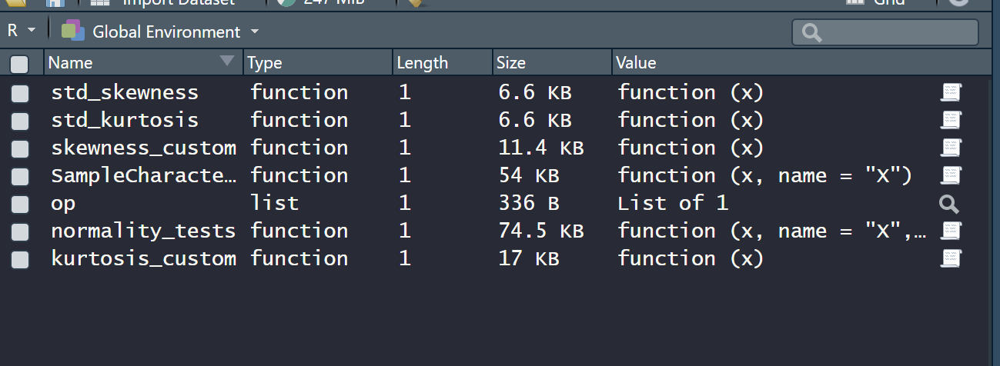 Import Dataset 247 MiB Grid
R Global Environment
Name Type Length Size Value
std_skewness function 1 6.6 KB function (x)
std_kurtosis function 1 6.6 KB function (x)
skewness_custom function 1 11.4 KB function (x)
SampleCharacte… function 1 54 KB function (x, name = "X")
op list 1 336 B List of 1
normality_tests function 1 74.5 KB function (x, name = "X",…
kurtosis_custom function 1 17 KB function (x)